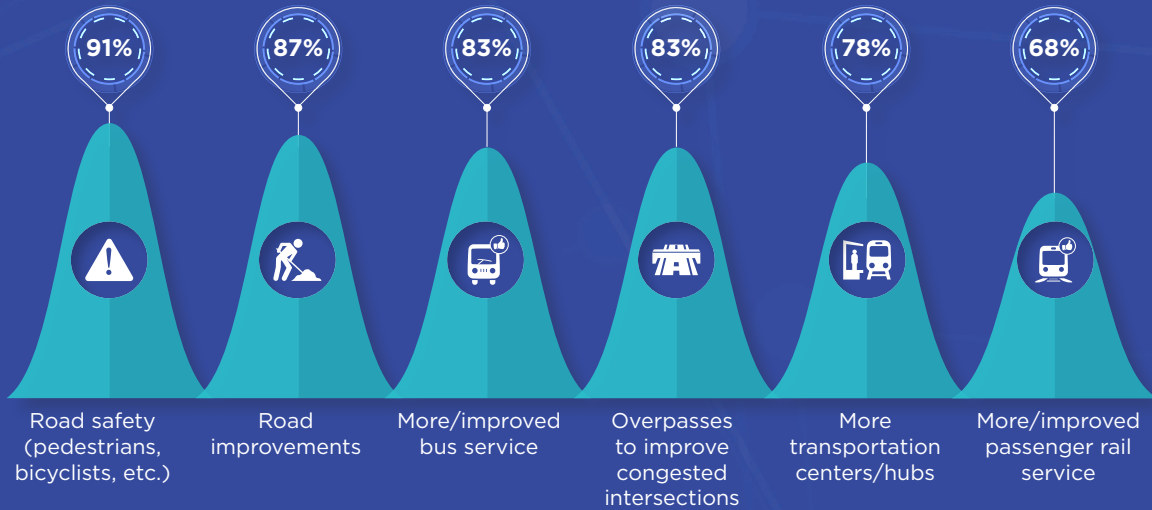 91%
87%
83%
83%
78%
68%
Road safety
(pedestrians,
bicyclists, etc.)
Road
improvements
More/improved
bus service
Overpasses
to improve
congested
intersections
More
transportation
centers/hubs
More/improved
passenger rail
service